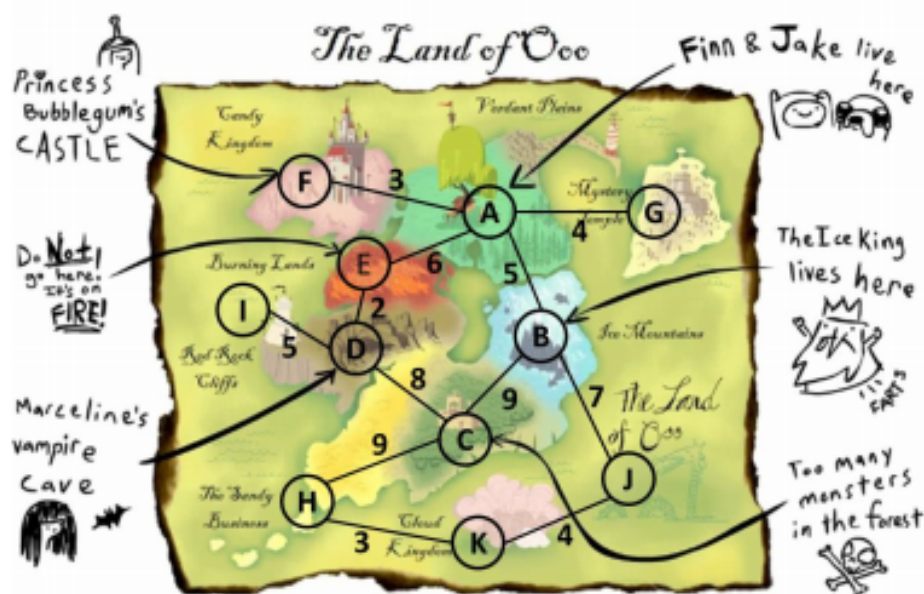 The Land of Ooo
Princess
Bubblegum's
CASTLE
Finn & Jake live
here
Candy
Kingdom
Verdant Plains
F
3
A
Mystery
Temple
G
4
Do Not!
go here.
It's on
FIRE!
Burning Lands
E
6
5
The Ice King
lives here
I
2
B
Ice Mountains
5
D
Red Rock
Cliffs
8
9
7
The Land
of Ooo
FARTS
Marceline's
vampire
cave
9
C
Too many
monsters
in the forest
H
J
The Sandy
Business
3
Cloud
Kingdom
K
4